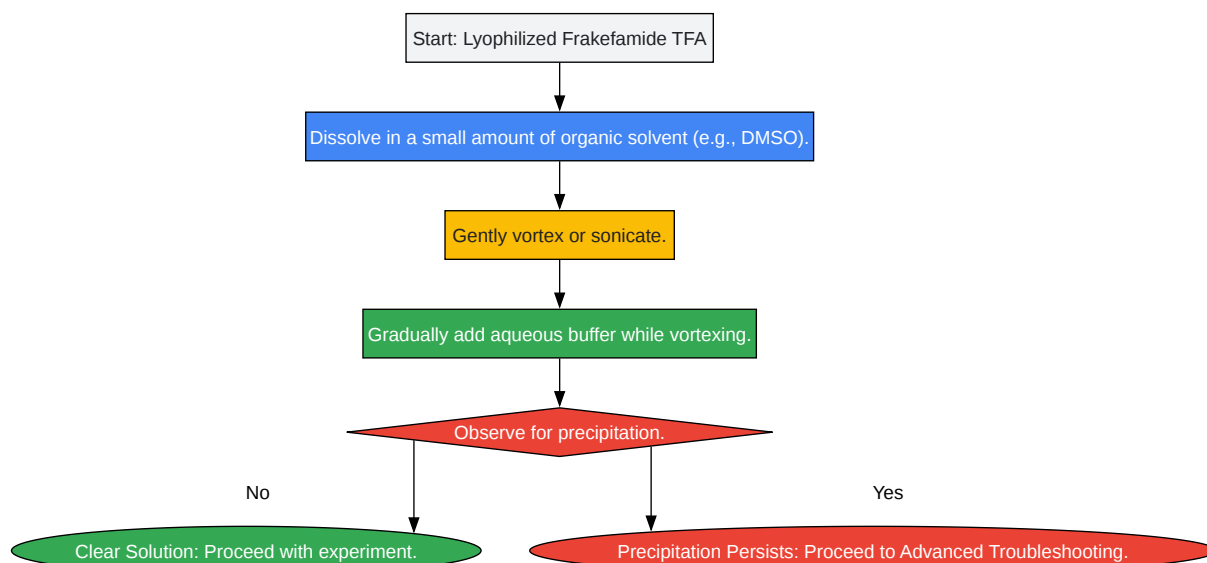 Start: Lyophilized Frakefamide TFA
Dissolve in a small amount of organic solvent (e.g., DMSO).
Gently vortex or sonicate.
Gradually add aqueous buffer while vortexing.
Observe for precipitation.
No
Yes
Clear Solution: Proceed with experiment.
Precipitation Persists: Proceed to Advanced Troubleshooting.